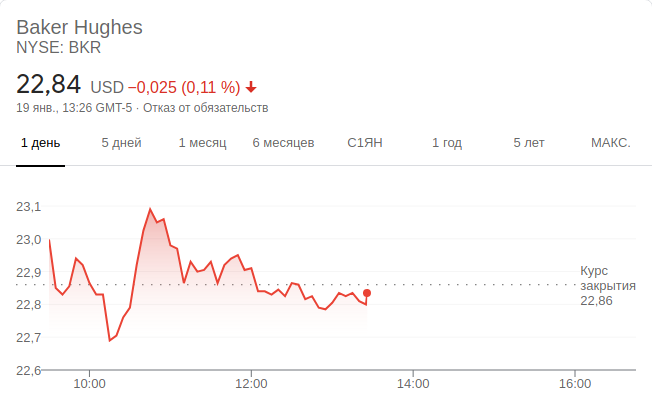 Baker Hughes
NYSE: BKR
22,84 USD −0,025 (0,11 %)
19 янв., 13:26 GMT-5 · Отказ от обязательств
1 день 5 дней 1 месяц 6 месяцев С1ЯН 1 год 5 лет МАКС.
23,1
23,0
22,9
22,8
22,7
22,6
Курс
закрытия
22,86
10:00 12:00 14:00 16:00